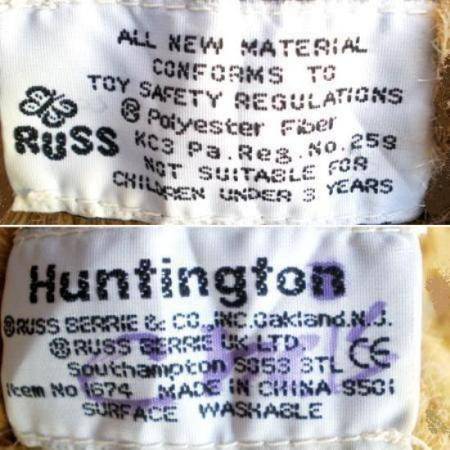 ALL NEW MATERIAL
CONFORMS TO
TOY SAFETY REGULATIONS
® Polyester Fiber
RUSS
KC3 Pa.Reg.No.259
NOT SUITABLE FOR
CHILDREN UNDER 3 YEARS
Huntington
®RUSS BERRIE & CO.,INC.Oakland.N.J.
®RUSS BERRIE UK LTD.
Southampton SO53 3TL CE
Item No 1674 MADE IN CHINA 9501
SURFACE WASHABLE